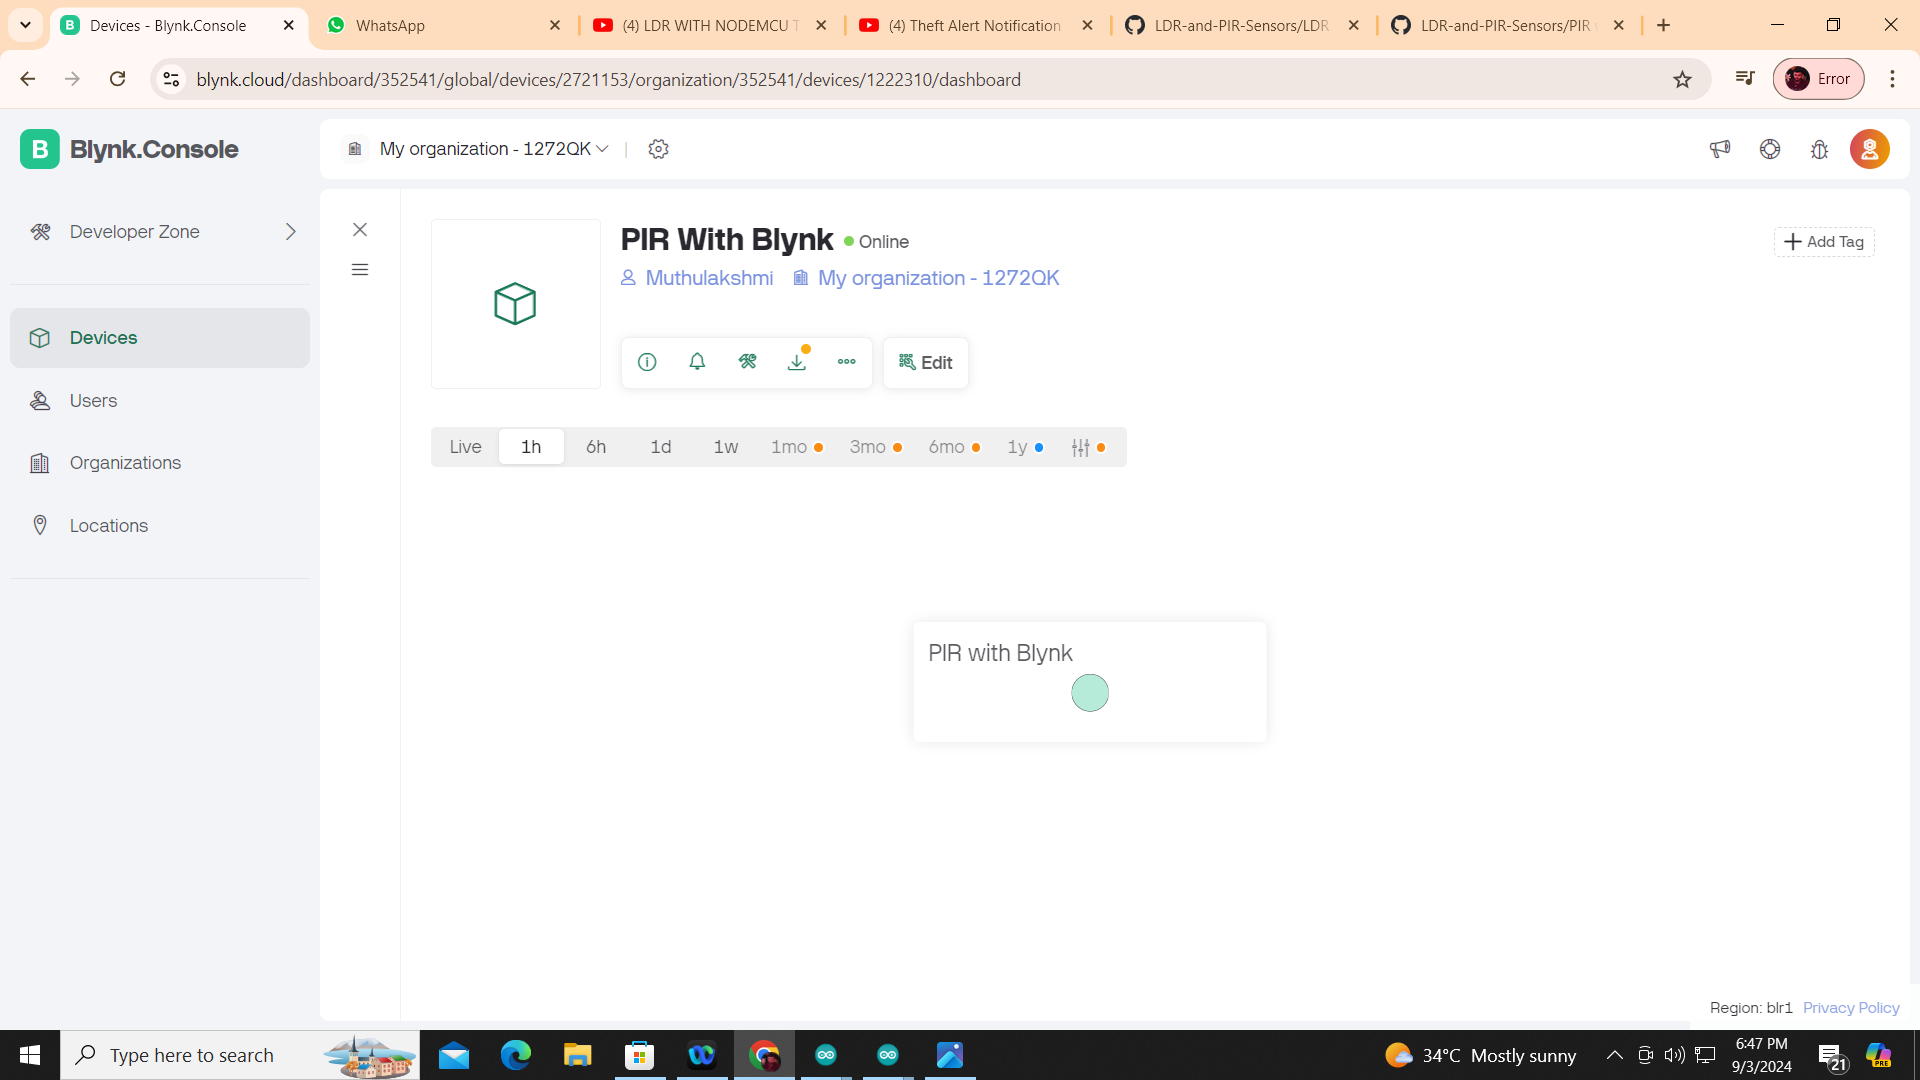 Devices - Blynk.Console
WhatsApp
(4) LDR WITH NODEMCU T
(4) Theft Alert Notification
LDR-and-PIR-Sensors/LDR
LDR-and-PIR-Sensors/PIR
blynk.cloud/dashboard/352541/global/devices/2721153/organization/352541/devices/1222310/dashboard
Error
B
Blynk.Console
My organization - 1272QK
Developer Zone
PIR With Blynk
Online
Add Tag
Muthulakshmi
My organization - 1272QK
Devices
Edit
Users
Live
1h
6h
1d
1w
1mo
3mo
6mo
1y
Organizations
Locations
PIR with Blynk
Region: blr1
Privacy Policy
Type here to search
34°C Mostly sunny
6:47 PM
9/3/2024
21
PRE